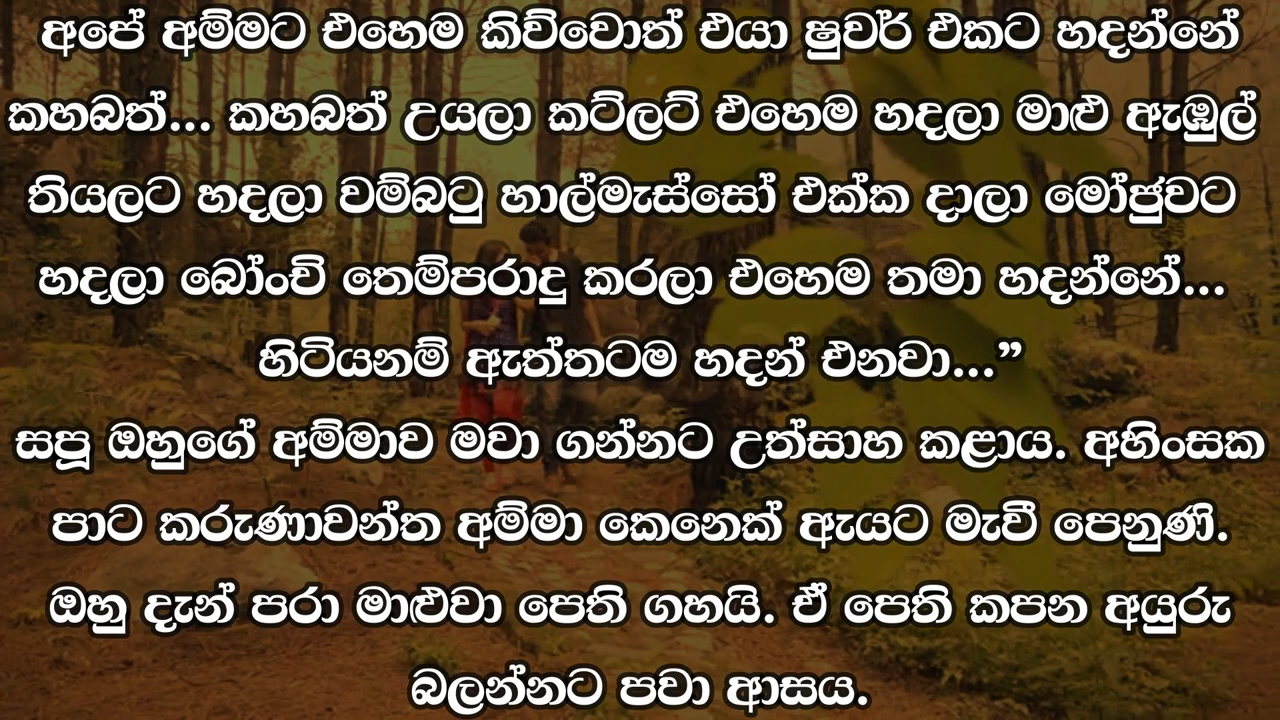 අපේ අම්මට එහෙම කිව්වොත් එයා ෂුවර් එකට හදන්නේ
කහබත්... කහබත් උයලා කට්ලට් එහෙම හදලා මාළු ඇඹුල්
තියලට හදලා වම්බටු හාල්මැස්සෝ එක්ක දාලා මෝජුවට
හදලා බෝංචි තෙම්පරාදු කරලා එහෙම තමා හදන්නේ...
හිටියනම් ඇත්තටම හදන් එනවා...”
සපූ ඔහුගේ අම්මාව මවා ගන්නට උත්සාහ කළාය. අහිංසක
පාට කරුණාවන්ත අම්මා කෙනෙක් ඇයට මැවී පෙනුණි.
ඔහු දැන් පරා මාළුවා පෙති ගහයි. ඒ පෙති කපන අයුරු
බලන්නට පවා ආසය.